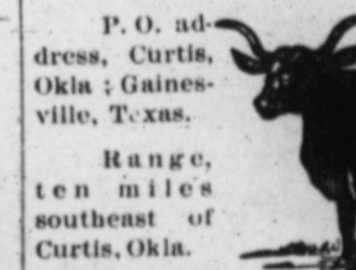 P. O. ad-
dress, Curtis,
Okla ; Gaines-
ville, Texas.
Range,
ten miles
southeast of
Curtis, Okla.